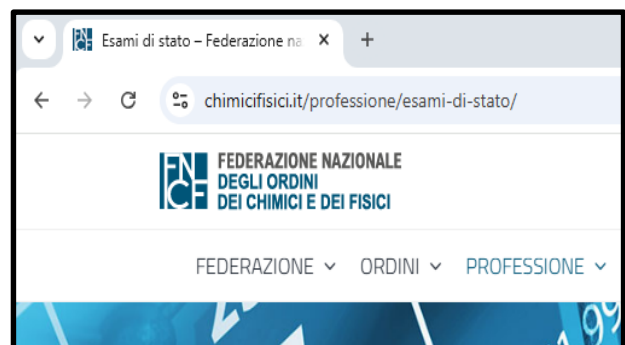 Esami di stato – Federazione na
chimicifisici.it/professione/esami-di-stato/
FNCF
FEDERAZIONE NAZIONALE
DEGLI ORDINI
DEI CHIMICI E DEI FISICI
FEDERAZIONE ORDINI PROFESSIONE
99